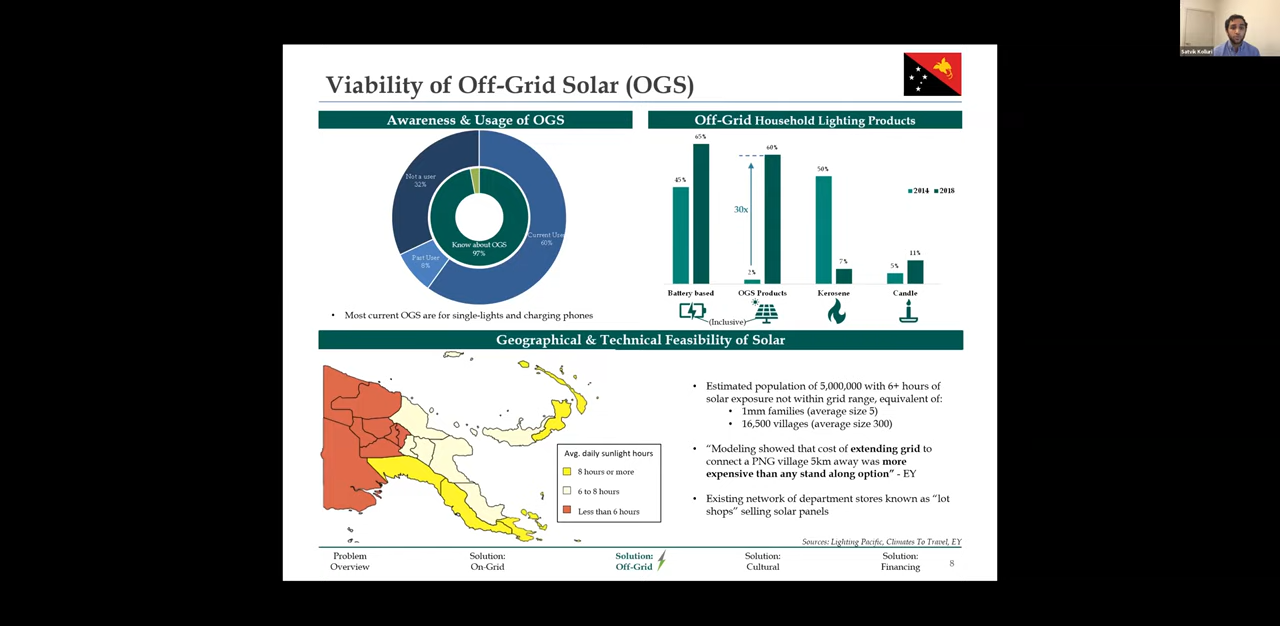 Satvik Kolluri
Viability of Off-Grid Solar (OGS)
Awareness & Usage of OGS
Not a user
32%
Current User
60%
Know about OGS
97%
Past User
8%
• Most current OGS are for single-lights and charging phones
Off-Grid Household Lighting Products
65%
60%
50%
45%
2014 2018
30x
2%
7%
5%
11%
Battery based OGS Products Kerosene Candle
(Inclusive)
Geographical & Technical Feasibility of Solar
Avg. daily sunlight hours
8 hours or more
6 to 8 hours
Less than 6 hours
• Estimated population of 5,000,000 with 6+ hours of
solar exposure not within grid range, equivalent of:
• 1mm families (average size 5)
• 16,500 villages (average size 300)
• “Modeling showed that cost of extending grid to
connect a PNG village 5km away was more
expensive than any stand along option” - EY
• Existing network of department stores known as “lot
shops” selling solar panels
Sources: Lighting Pacific, Climates To Travel, EY
Problem
Overview
Solution:
On-Grid
Solution:
Off-Grid
Solution:
Cultural
Solution:
Financing
8